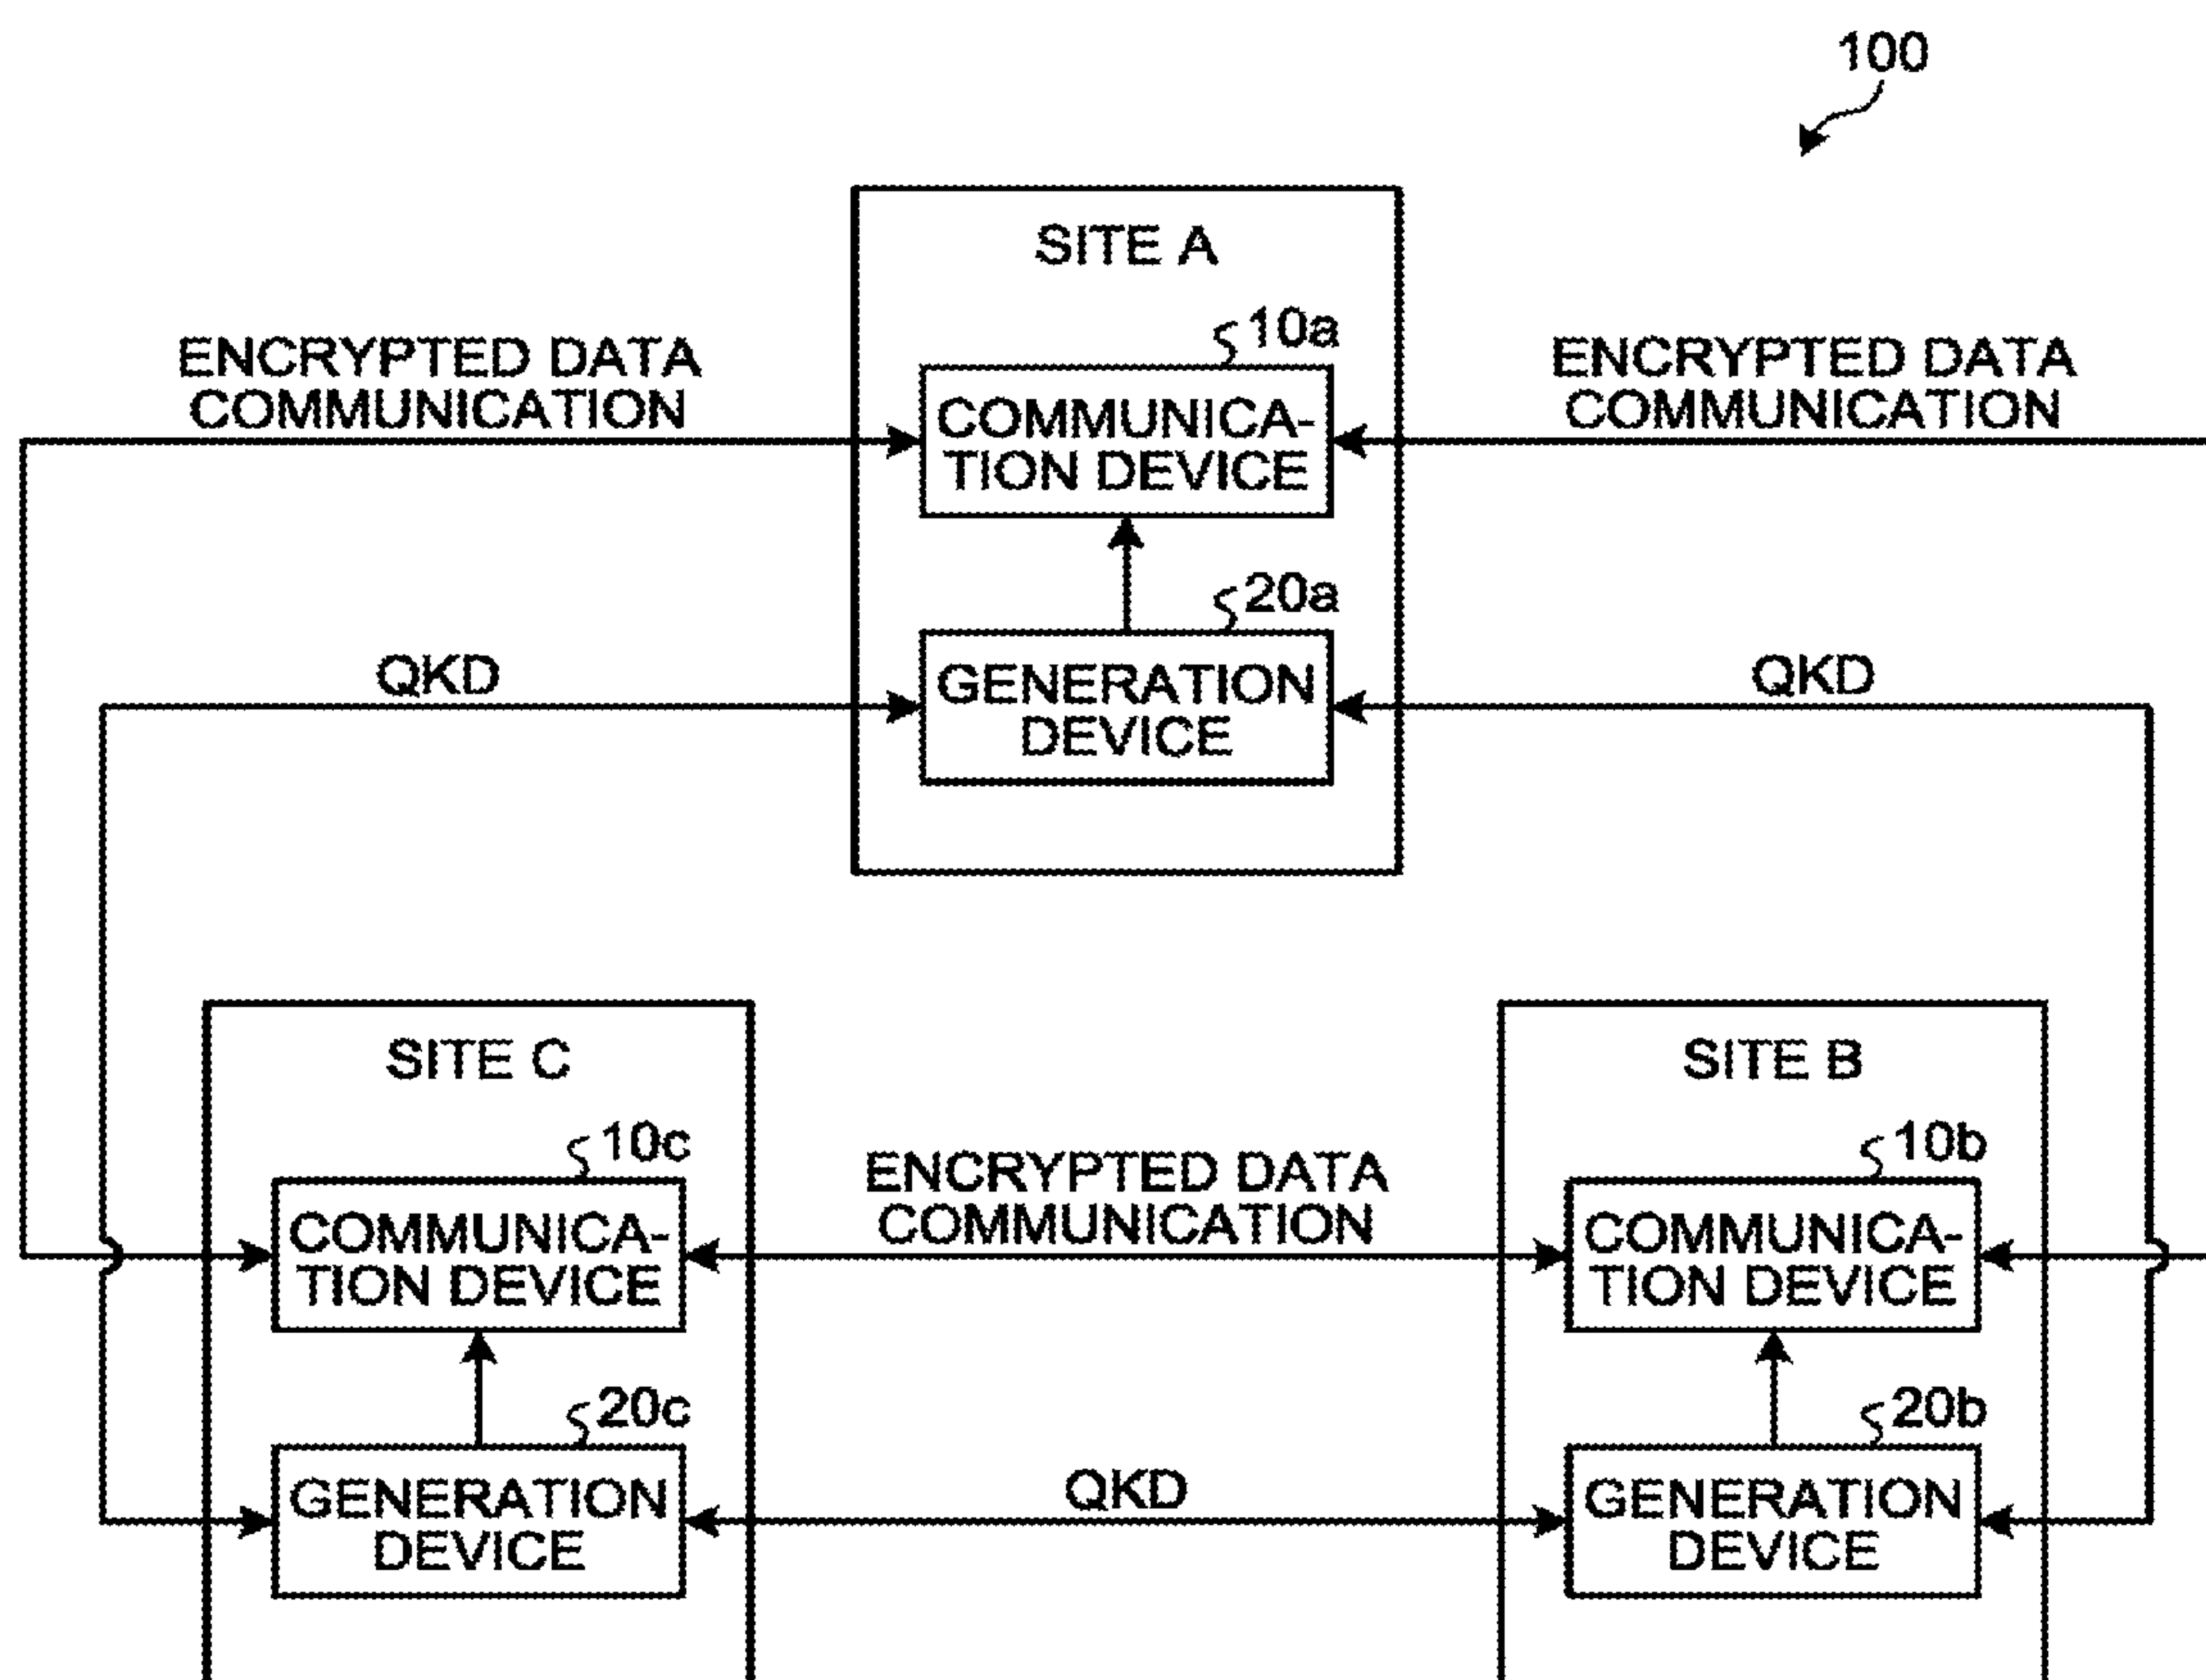 100
SITE A
10a
ENCRYPTED DATA
COMMUNICATION
COMMUNICA-
TION DEVICE
ENCRYPTED DATA
COMMUNICATION
20a
QKD
GENERATION
DEVICE
QKD
SITE C
SITE B
10c
10b
COMMUNICA-
TION DEVICE
ENCRYPTED DATA
COMMUNICATION
COMMUNICA-
TION DEVICE
20c
20b
GENERATION
DEVICE
QKD
GENERATION
DEVICE